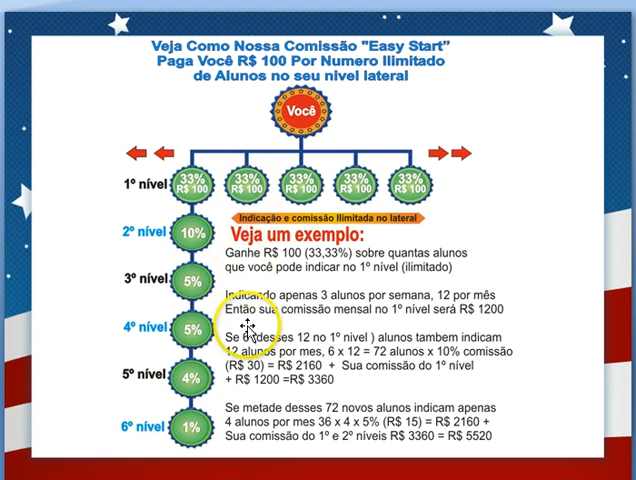 Veja Como Nossa Comissão "Easy Start"
Paga Você R$ 100 Por Numero Ilimitado
de Alunos no seu nivel lateral
Você
1º nível
33% R$ 100
33% R$ 100
33% R$ 100
33% R$ 100
33% R$ 100
Indicação e comissão Ilimitada no lateral
2º nível
10%
Veja um exemplo:
Ganhe R$ 100 (33,33%) sobre quantas alunos
que você pode indicar no 1º nível (ilimitado)
3º nível
5%
Indicando apenas 3 alunos por semana, 12 por mês
Então sua comissão mensal no 1º nível será R$ 1200
4º nível
5%
Se 6 desses 12 no 1º nivel ) alunos tambem indicam
12 alunos por mes, 6 x 12 = 72 alunos x 10% comissão
(R$ 30) = R$ 2160 + Sua comissão do 1º nível
+ R$ 1200 =R$ 3360
5º nível
4%
Se metade desses 72 novos alunos indicam apenas
4 alunos por mes 36 x 4 x 5% (R$ 15) = R$ 2160 +
Sua comissão do 1º e 2º níveis R$ 3360 = R$ 5520
6º nível
1%